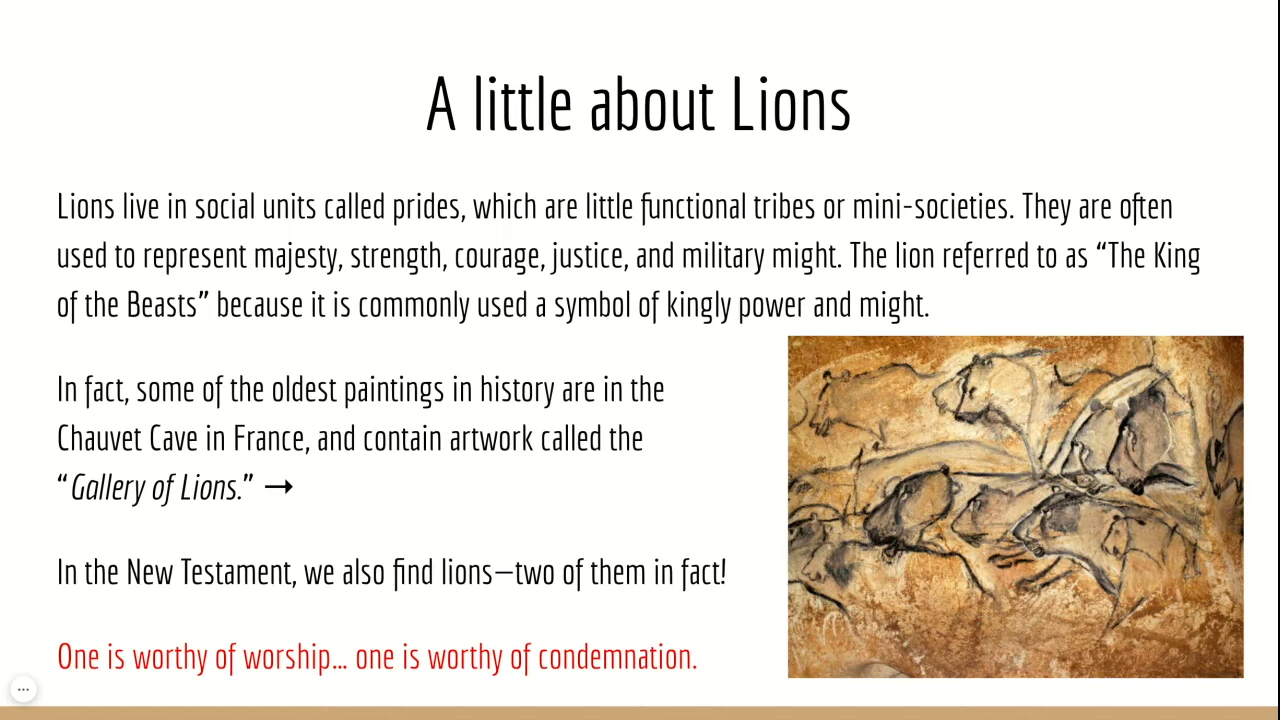 A little about Lions
Lions live in social units called prides, which are little functional tribes or mini-societies. They are often
used to represent majesty, strength, courage, justice, and military might. The lion referred to as “The King
of the Beasts” because it is commonly used a symbol of kingly power and might.
In fact, some of the oldest paintings in history are in the
Chauvet Cave in France, and contain artwork called the
“Gallery of Lions.” →
In the New Testament, we also find lions—two of them in fact!
One is worthy of worship... one is worthy of condemnation.